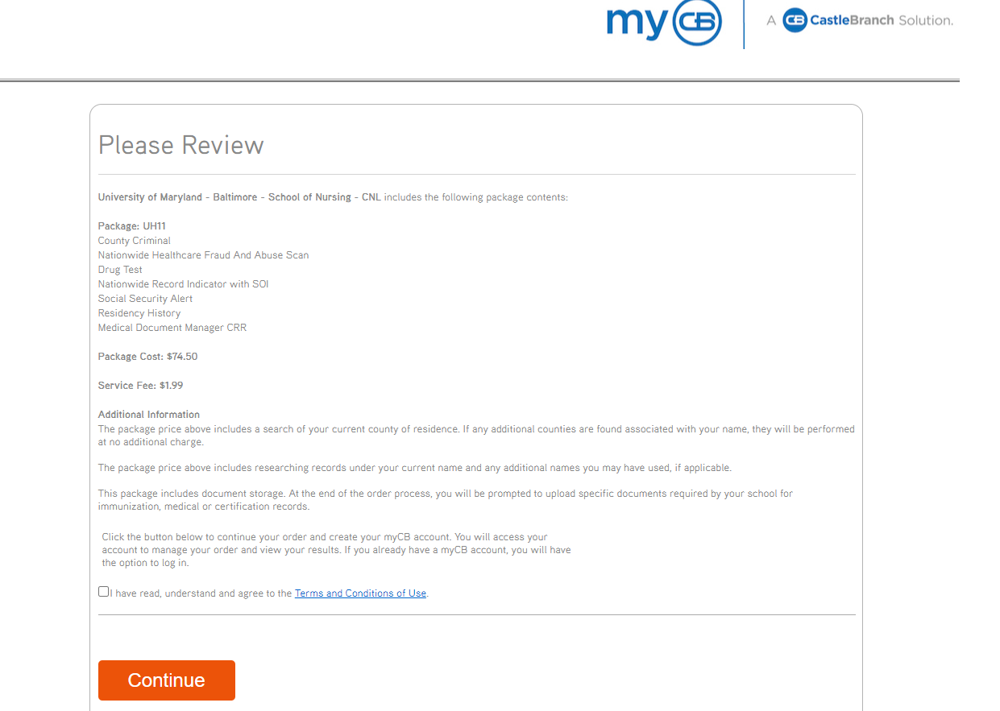 my CB
A CB CastleBranch Solution.
Please Review
University of Maryland - Baltimore - School of Nursing - CNL includes the following package contents:
Package: UH11
County Criminal
Nationwide Healthcare Fraud And Abuse Scan
Drug Test
Nationwide Record Indicator with SOI
Social Security Alert
Residency History
Medical Document Manager CRR
Package Cost: $74.50
Service Fee: $1.99
Additional Information
The package price above includes a search of your current county of residence. If any additional counties are found associated with your name, they will be performed
at no additional charge.
The package price above includes researching records under your current name and any additional names you may have used, if applicable.
This package includes document storage. At the end of the order process, you will be prompted to upload specific documents required by your school for
immunization, medical or certification records.
Click the button below to continue your order and create your myCB account. You will access your
account to manage your order and view your results. If you already have a myCB account, you will have
the option to log in.
I have read, understand and agree to the Terms and Conditions of Use.
Continue